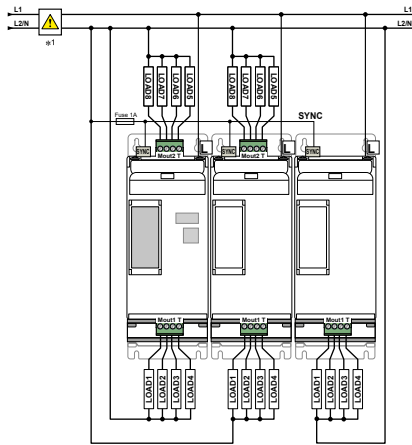 L1 L1
L2/N L2/N
*1
LOAD8 LOAD7 LOAD6 LOAD5 LOAD8 LOAD7 LOAD6 LOAD5
Fuse 1A SYNC
SYNC Mout2 T L SYNC Mout2 T L SYNC L
Mout1 T Mout1 T Mout1 T
LOAD1 LOAD2 LOAD3 LOAD4 LOAD1 LOAD2 LOAD3 LOAD4 LOAD1 LOAD2 LOAD3 LOAD4